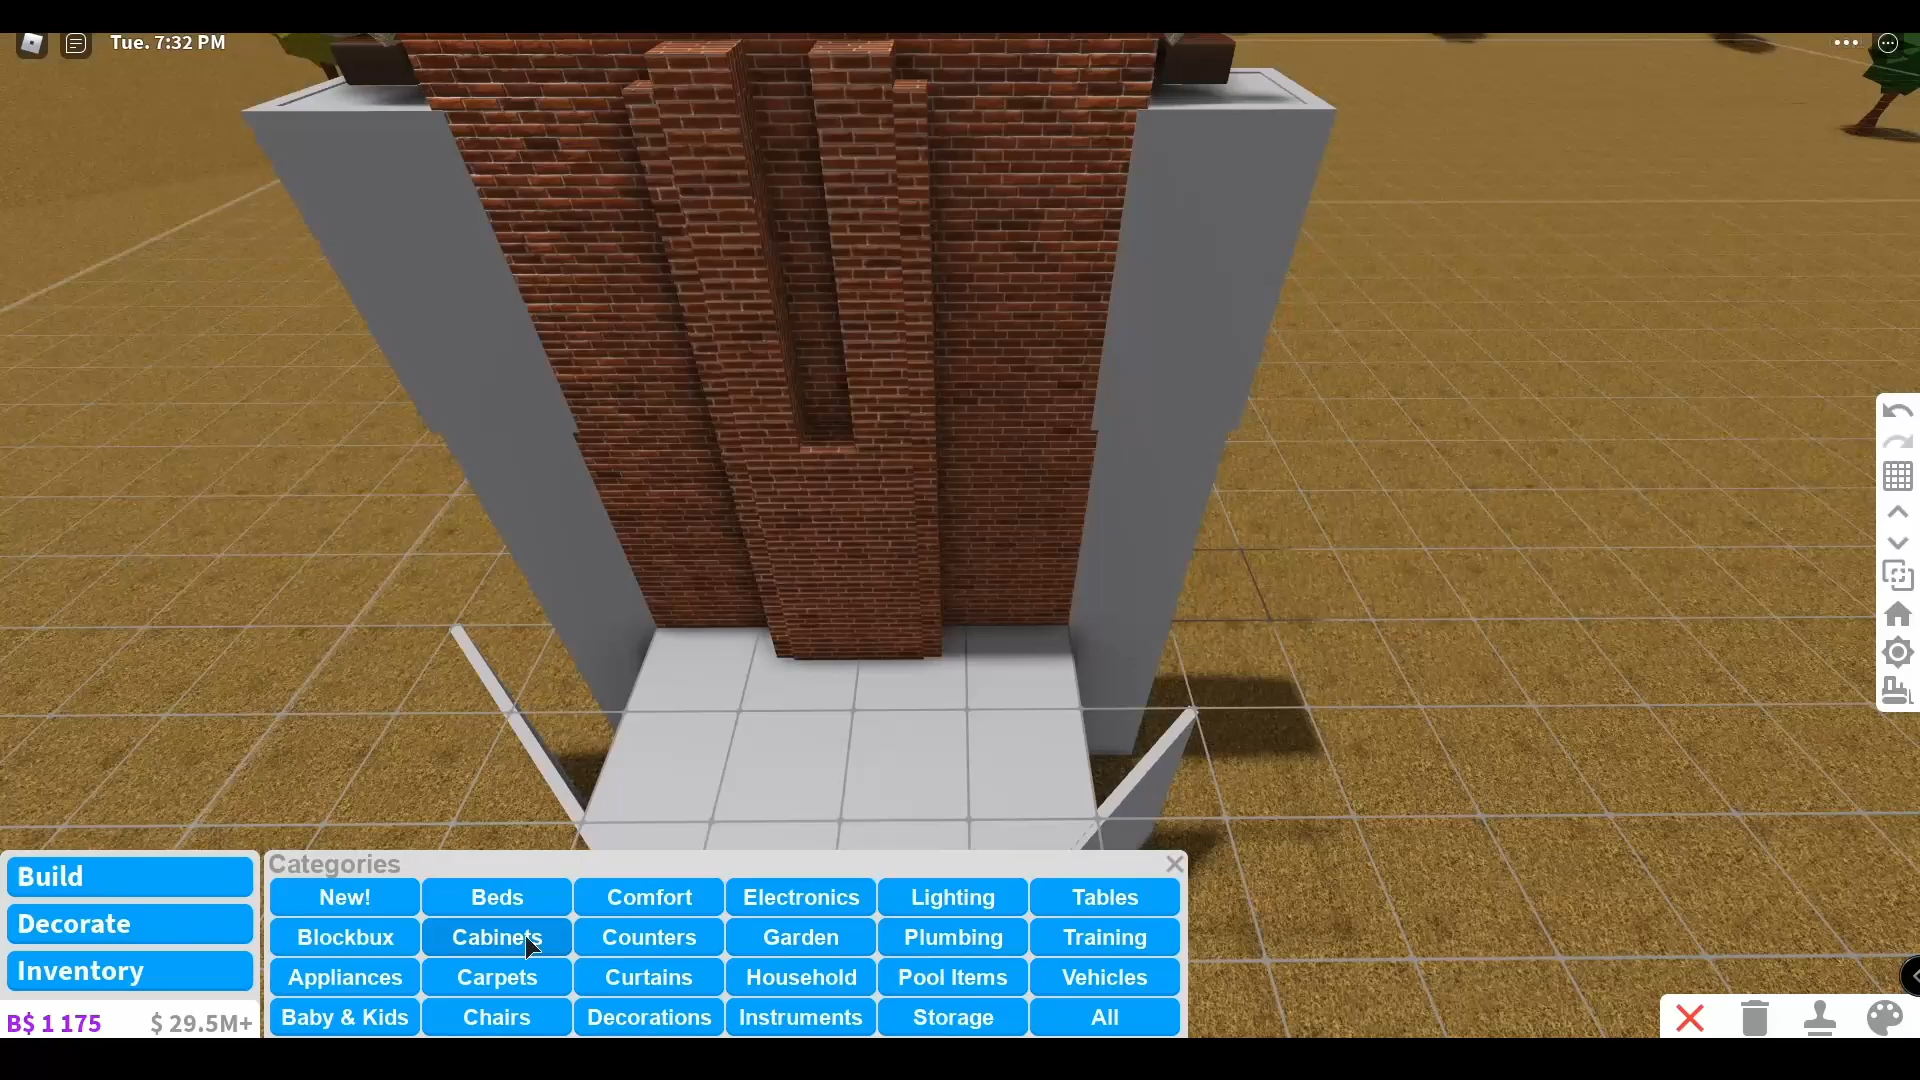 Tue. 7:32 PM
Categories
Build
Decorate
Inventory
B$ 1 175
$ 29.5M+
New!
Beds
Comfort
Electronics
Lighting
Tables
Blockbux
Cabinets
Counters
Garden
Plumbing
Training
Appliances
Carpets
Curtains
Household
Pool Items
Vehicles
Baby & Kids
Chairs
Decorations
Instruments
Storage
All